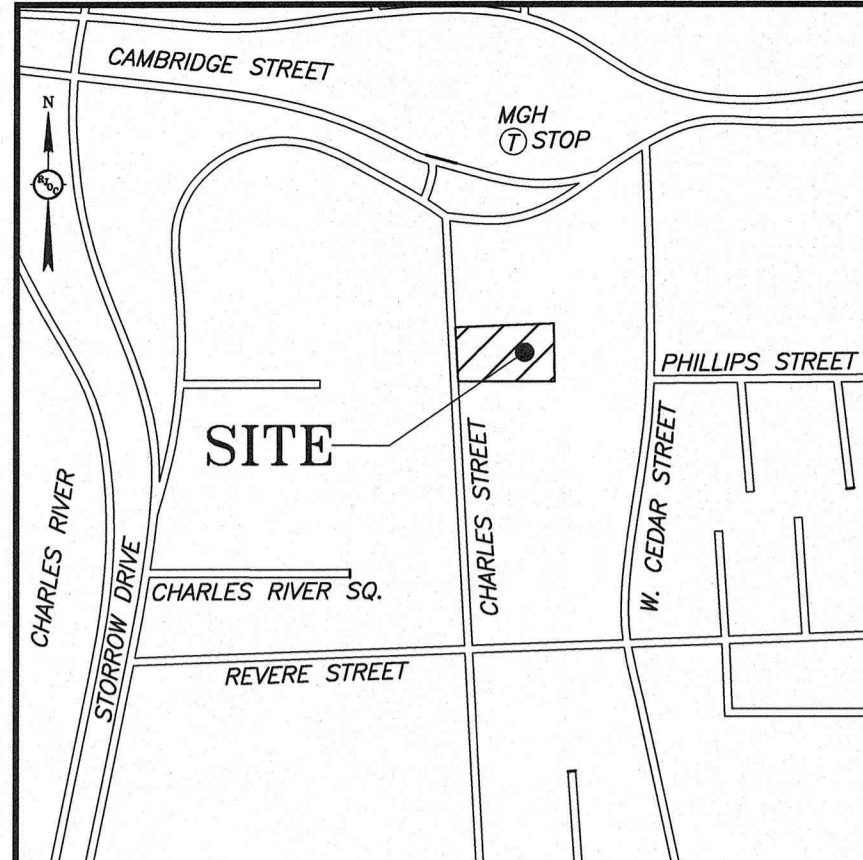 CAMBRIDGE STREET
N
MGH
T STOP
PHILLIPS STREET
SITE
CHARLES STREET
W. CEDAR STREET
CHARLES RIVER
STORROW DRIVE
CHARLES RIVER SQ.
REVERE STREET